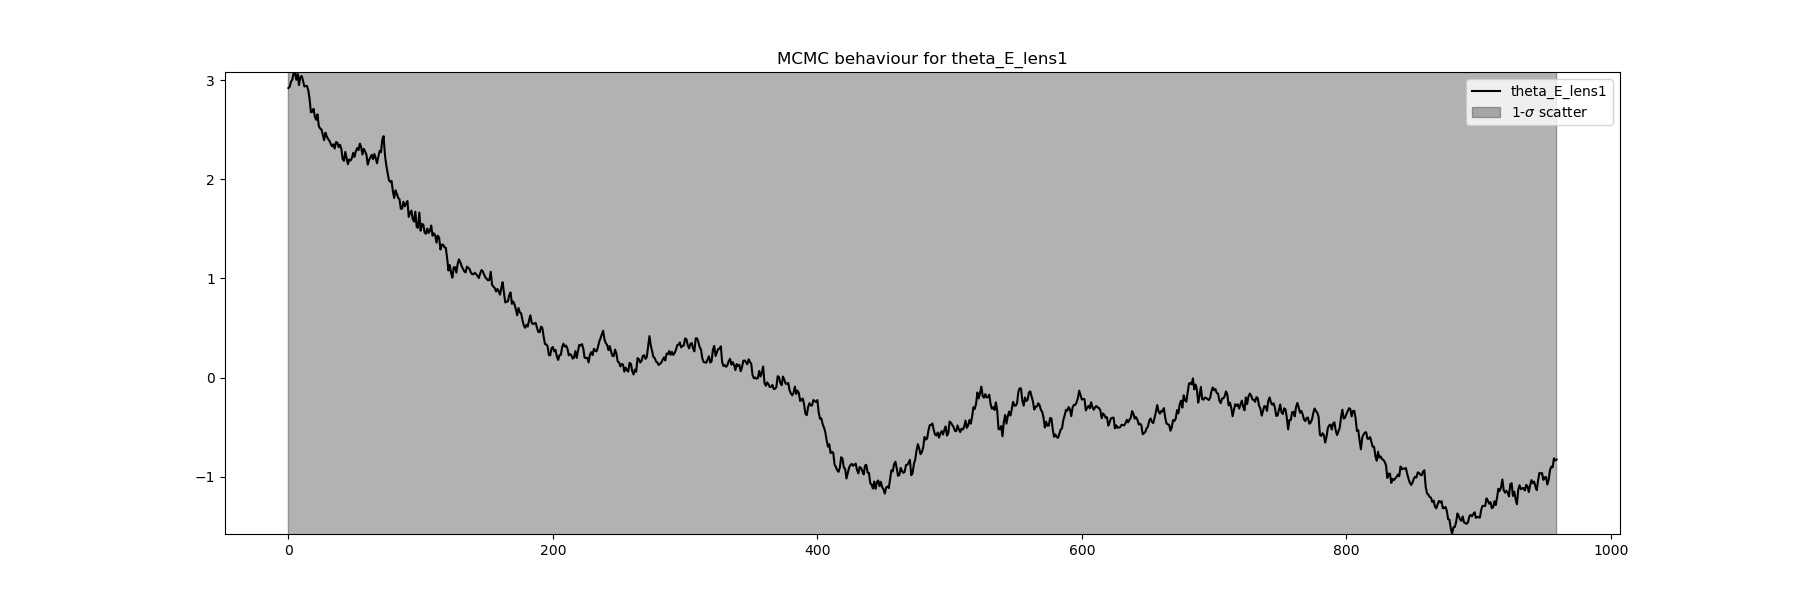 MCMC behaviour for theta_E_lens1
theta_E_lens1
1-σ scatter
3
2
1
0
−1
0 200 400 600 800 1000